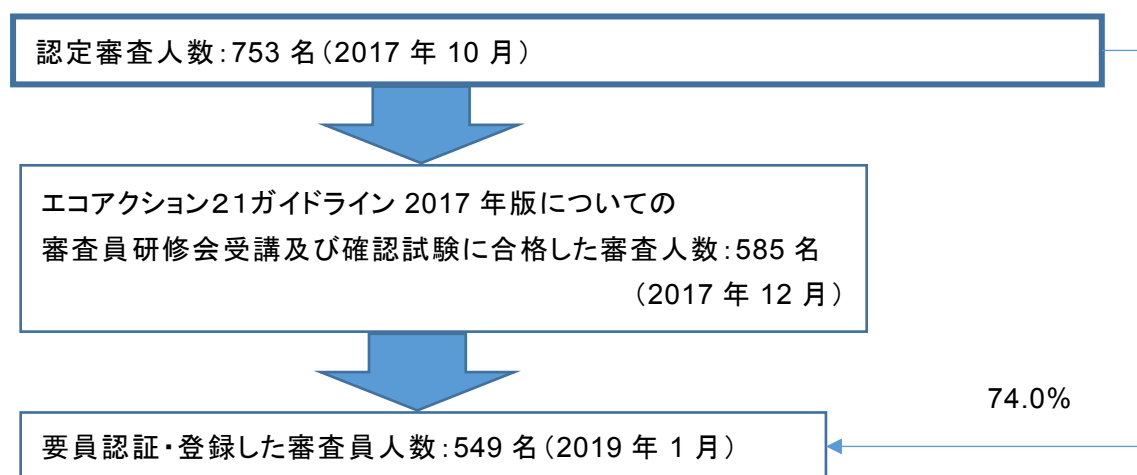 認定審査人数：753 名（2017 年 10 月）
エコアクション２１ガイドライン 2017 年版についての
審査員研修会受講及び確認試験に合格した審査人数：585 名
（2017 年 12 月）
74.0%
要員認証・登録した審査員人数：549 名（2019 年 1 月）